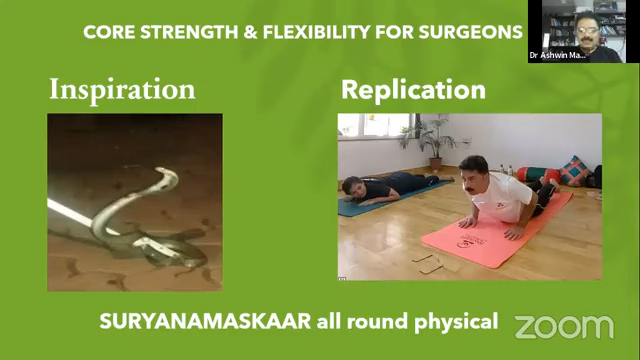 CORE STRENGTH & FLEXIBILITY FOR SURGEONS
Dr Ashwin Ma...
Inspiration
Replication
SURYANAMASKAAR all round physical
zoom